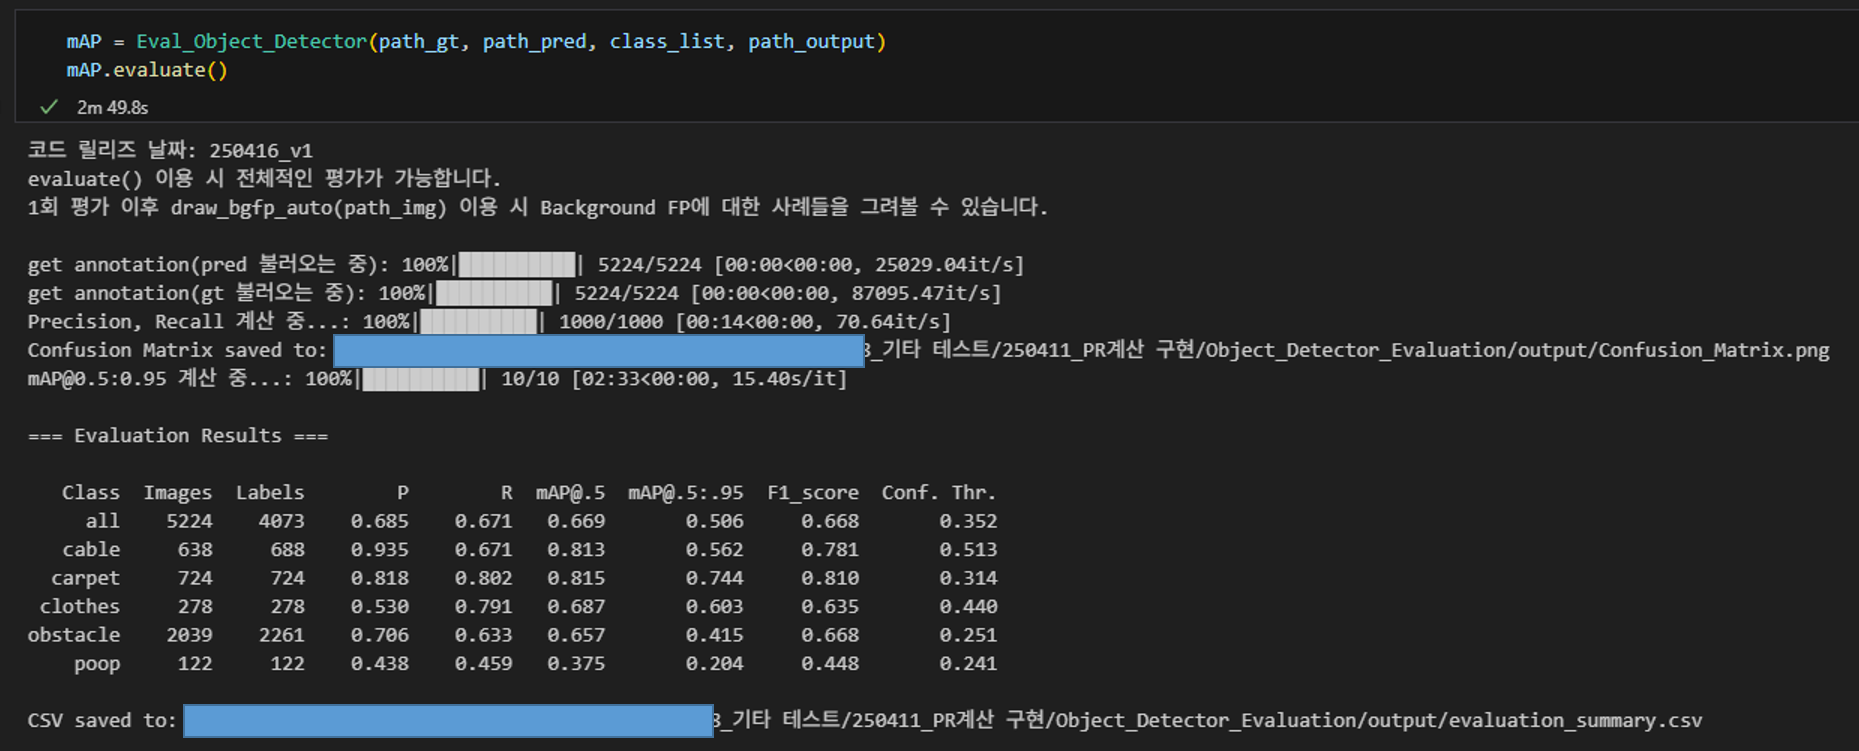 mAP = Eval_Object_Detector(path_gt, path_pred, class_list, path_output)
mAP.evaluate()
2m 49.8s
코드 릴리즈 날짜: 250416_v1
evaluate() 이용 시 전체적인 평가가 가능합니다.
1회 평가 이후 draw_bgfp_auto(path_img) 이용 시 Background FP에 대한 사례들을 그려볼 수 있습니다.
get annotation(pred 불러오는 중): 100%|██████████| 5224/5224 [00:00<00:00, 25029.04it/s]
get annotation(gt 불러오는 중): 100%|██████████| 5224/5224 [00:00<00:00, 87095.47it/s]
Precision, Recall 계산 중...: 100%|██████████| 1000/1000 [00:14<00:00, 70.64it/s]
Confusion Matrix saved to: _기타 테스트/250411_PR계산 구현/Object_Detector_Evaluation/output/Confusion_Matrix.png
mAP@0.5:0.95 계산 중...: 100%|██████████| 10/10 [02:33<00:00, 15.40s/it]
=== Evaluation Results ===
Class Images Labels P R mAP@.5 mAP@.5:.95 F1_score Conf. Thr.
all 5224 4073 0.685 0.671 0.669 0.506 0.668 0.352
cable 638 688 0.935 0.671 0.813 0.562 0.781 0.513
carpet 724 724 0.818 0.802 0.815 0.744 0.810 0.314
clothes 278 278 0.530 0.791 0.687 0.603 0.635 0.440
obstacle 2039 2261 0.706 0.633 0.657 0.415 0.668 0.251
poop 122 122 0.438 0.459 0.375 0.204 0.448 0.241
CSV saved to: _기타 테스트/250411_PR계산 구현/Object_Detector_Evaluation/output/evaluation_summary.csv